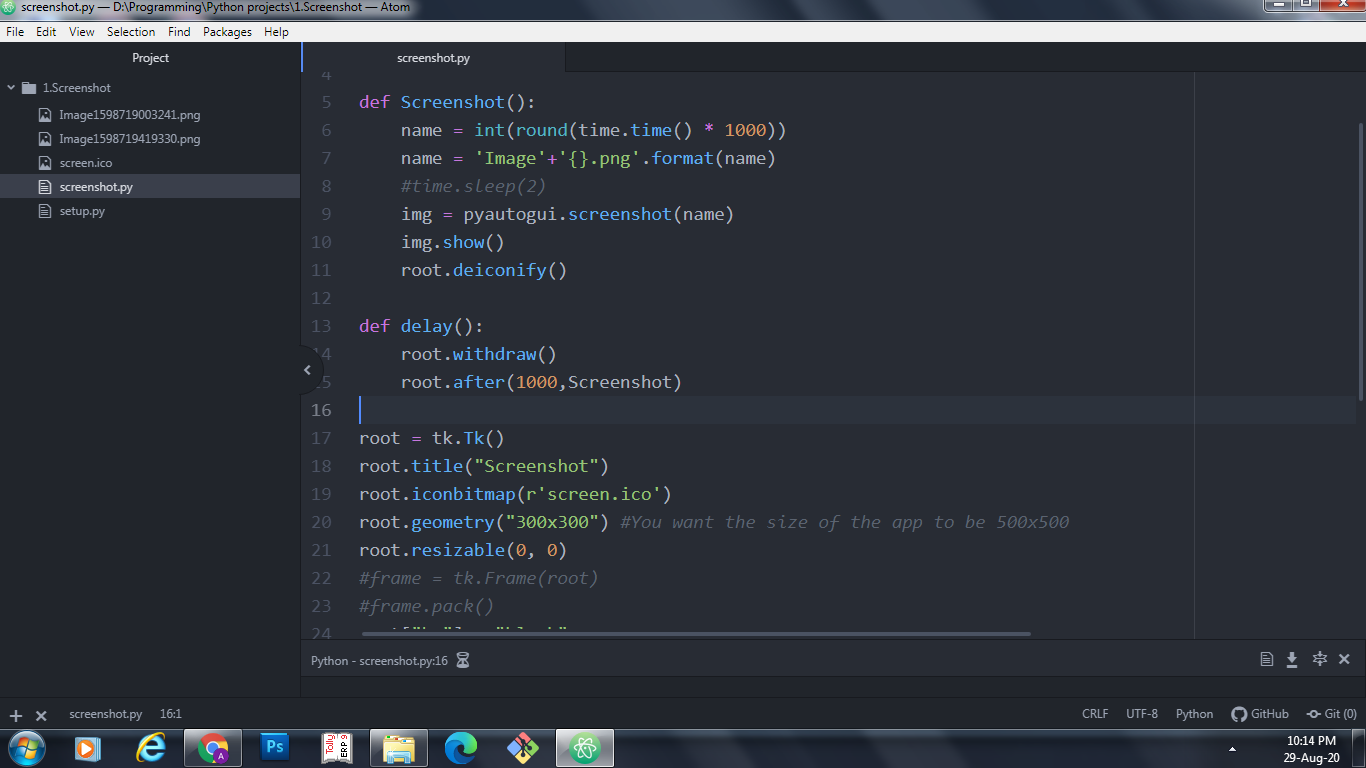 screenshot.py — D:\Programming\Python projects\1.Screenshot — Atom
File Edit View Selection Find Packages Help
Project
1.Screenshot
Image1598719003241.png
Image1598719419330.png
screen.ico
screenshot.py
setup.py
screenshot.py
4
5 def Screenshot():
6     name = int(round(time.time() * 1000))
7     name = 'Image'+'{}.png'.format(name)
8     #time.sleep(2)
9     img = pyautogui.screenshot(name)
10     img.show()
11     root.deiconify()
12
13 def delay():
14     root.withdraw()
15     root.after(1000,Screenshot)
16
17 root = tk.Tk()
18 root.title("Screenshot")
19 root.iconbitmap(r'screen.ico')
20 root.geometry("300x300") #You want the size of the app to be 500x500
21 root.resizable(0, 0)
22 #frame = tk.Frame(root)
23 #frame.pack()
24
Python - screenshot.py:16
screenshot.py 16:1 CRLF UTF-8 Python GitHub Git (0)
A
Ps
Tally ERP 9
10:14 PM
29-Aug-20